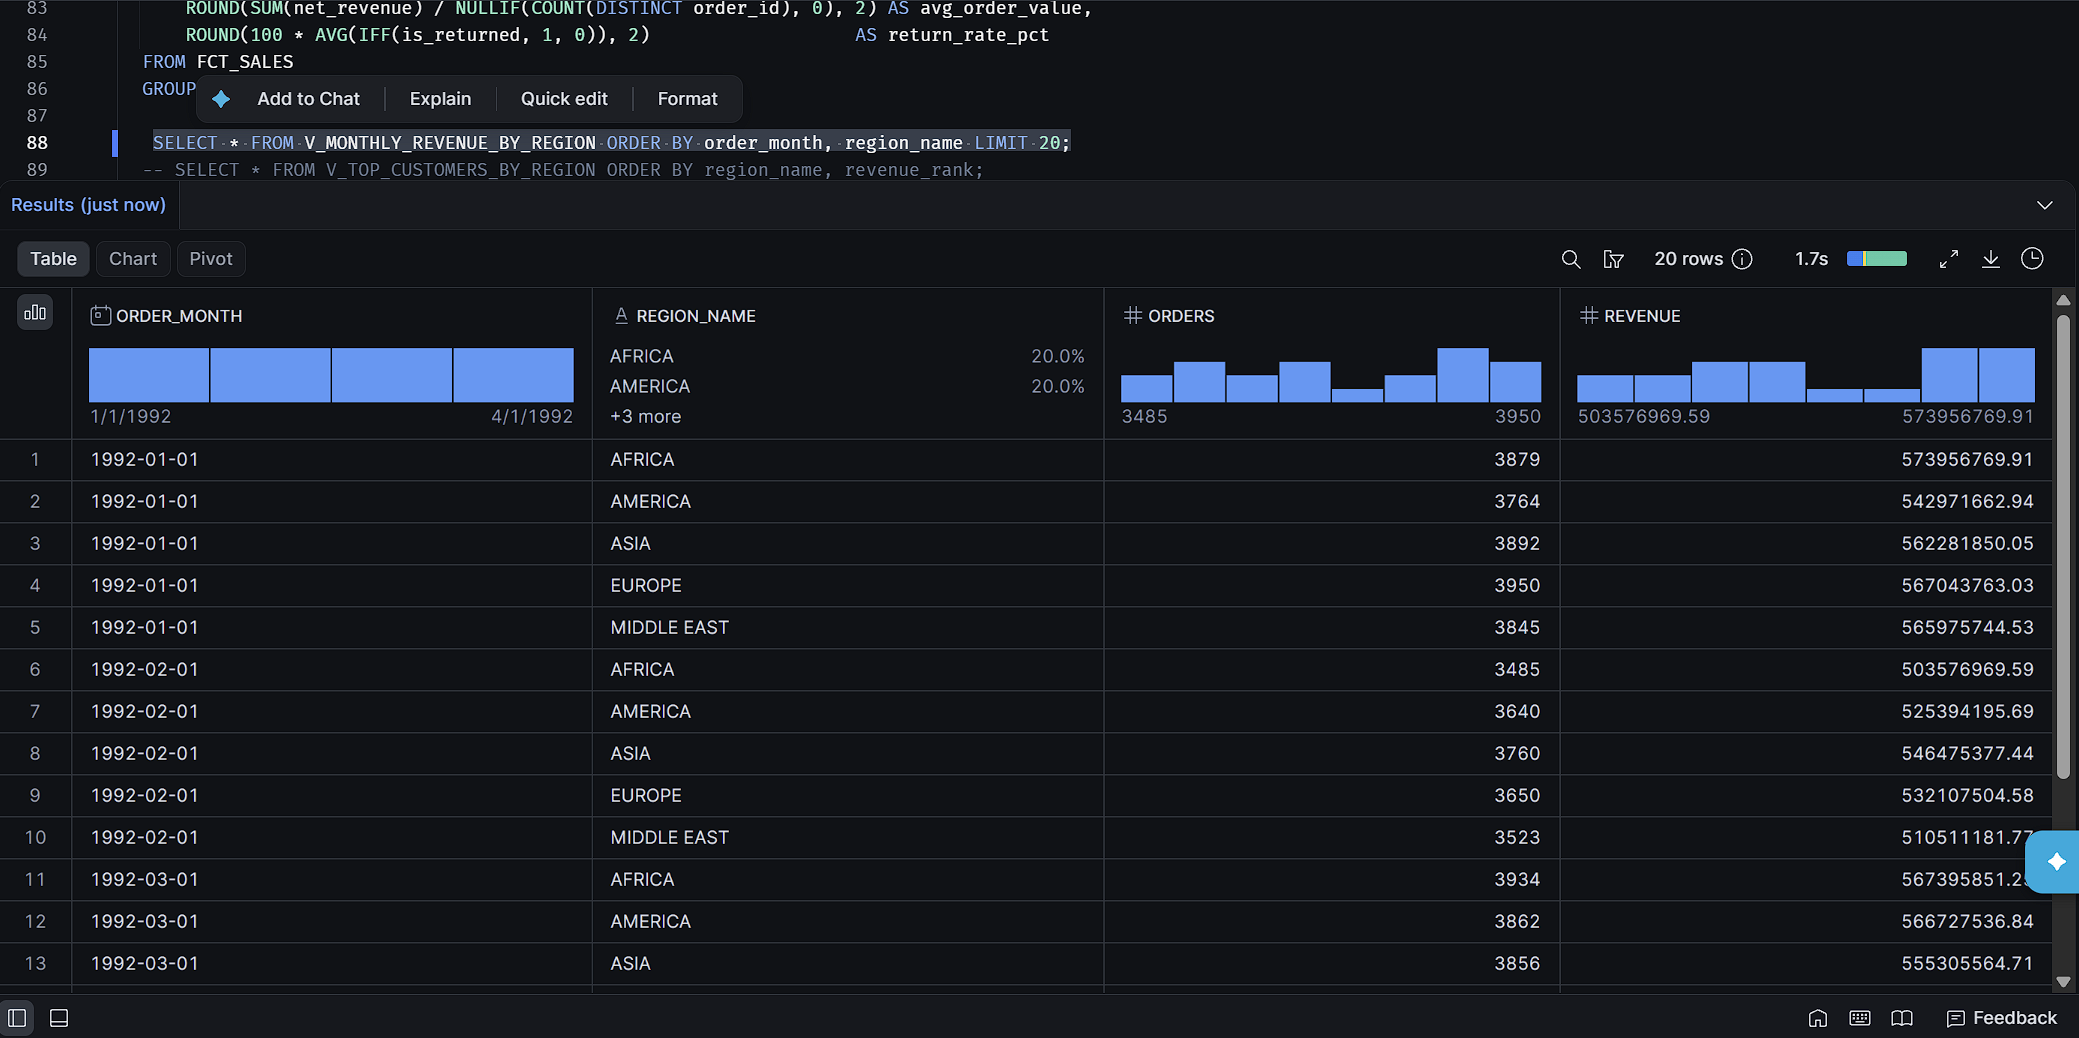 83 ROUND(SUM(net_revenue) / NULLIF(COUNT(DISTINCT order_id), 0), 2) AS avg_order_value,
84 ROUND(100 * AVG(IFF(is_returned, 1, 0)), 2) AS return_rate_pct
85 FROM FCT_SALES
86 GROUP
Add to Chat Explain Quick edit Format
87
88 SELECT * FROM V_MONTHLY_REVENUE_BY_REGION ORDER BY order_month, region_name LIMIT 20;
89 -- SELECT * FROM V_TOP_CUSTOMERS_BY_REGION ORDER BY region_name, revenue_rank;
Results (just now)
Table Chart Pivot 20 rows 1.7s
ORDER_MONTH REGION_NAME ORDERS REVENUE
AFRICA 20.0%
AMERICA 20.0%
1/1/1992 4/1/1992 +3 more 3485 3950 503576969.59 573956769.91
1 1992-01-01 AFRICA 3879 573956769.91
2 1992-01-01 AMERICA 3764 542971662.94
3 1992-01-01 ASIA 3892 562281850.05
4 1992-01-01 EUROPE 3950 567043763.03
5 1992-01-01 MIDDLE EAST 3845 565975744.53
6 1992-02-01 AFRICA 3485 503576969.59
7 1992-02-01 AMERICA 3640 525394195.69
8 1992-02-01 ASIA 3760 546475377.44
9 1992-02-01 EUROPE 3650 532107504.58
10 1992-02-01 MIDDLE EAST 3523 510511181.77
11 1992-03-01 AFRICA 3934 567395851.2
12 1992-03-01 AMERICA 3862 566727536.84
13 1992-03-01 ASIA 3856 555305564.71
Feedback